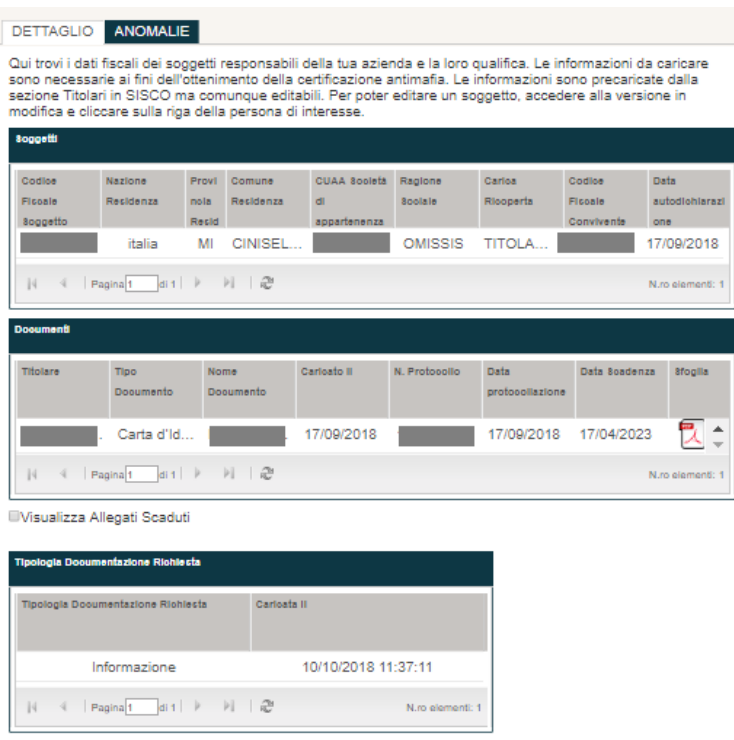 DETTAGLIO ANOMALIE
Qui trovi i dati fiscali dei soggetti responsabili della tua azienda e la loro qualifica. Le informazioni da caricare
sono necessarie ai fini dell'ottenimento della certificazione antimafia. Le informazioni sono precaricate dalla
sezione Titolari in SISCO ma comunque editabili. Per poter editare un soggetto, accedere alla versione in
modifica e cliccare sulla riga della persona di interesse.
Soggetti
Codice Nazione Provi Comune CUAA Società Ragione Carica Codice Data
Fiscale Residenza ncia Residenza di Sociale Ricoperta Fiscale autodichiarazi
Soggetto Resid appartenenza Convivente one
italia MI CINISEL... OMISSIS TITOLA... 17/09/2018
Pagina 1 di 1 N.ro elementi: 1
Documenti
Titolare Tipo Nome Caricato Il N. Protocollo Data Data Scadenza Sfoglia
Documento Documento protocollazione
. Carta d'Id... . 17/09/2018 17/09/2018 17/04/2023
Pagina 1 di 1 N.ro elementi: 1
Visualizza Allegati Scaduti
Tipologia Documentazione Richiesta
Tipologia Documentazione Richiesta Caricata Il
Informazione 10/10/2018 11:37:11
Pagina 1 di 1 N.ro elementi: 1